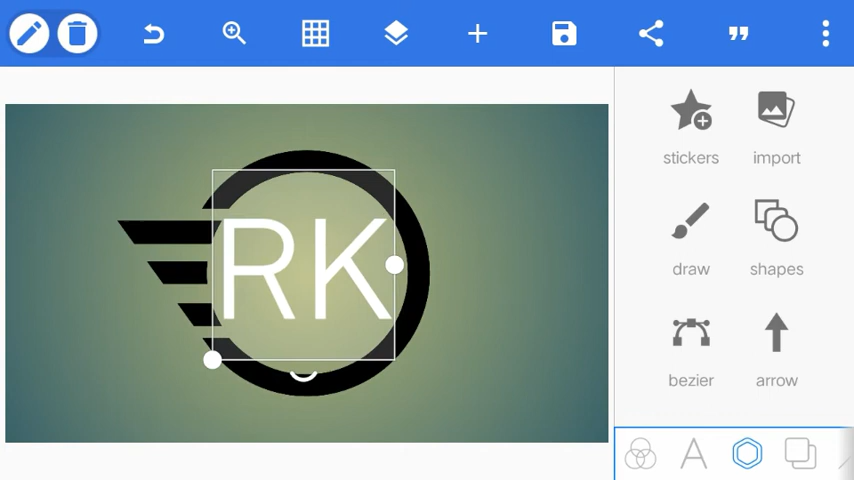 RK
stickers
import
draw
shapes
bezier
arrow